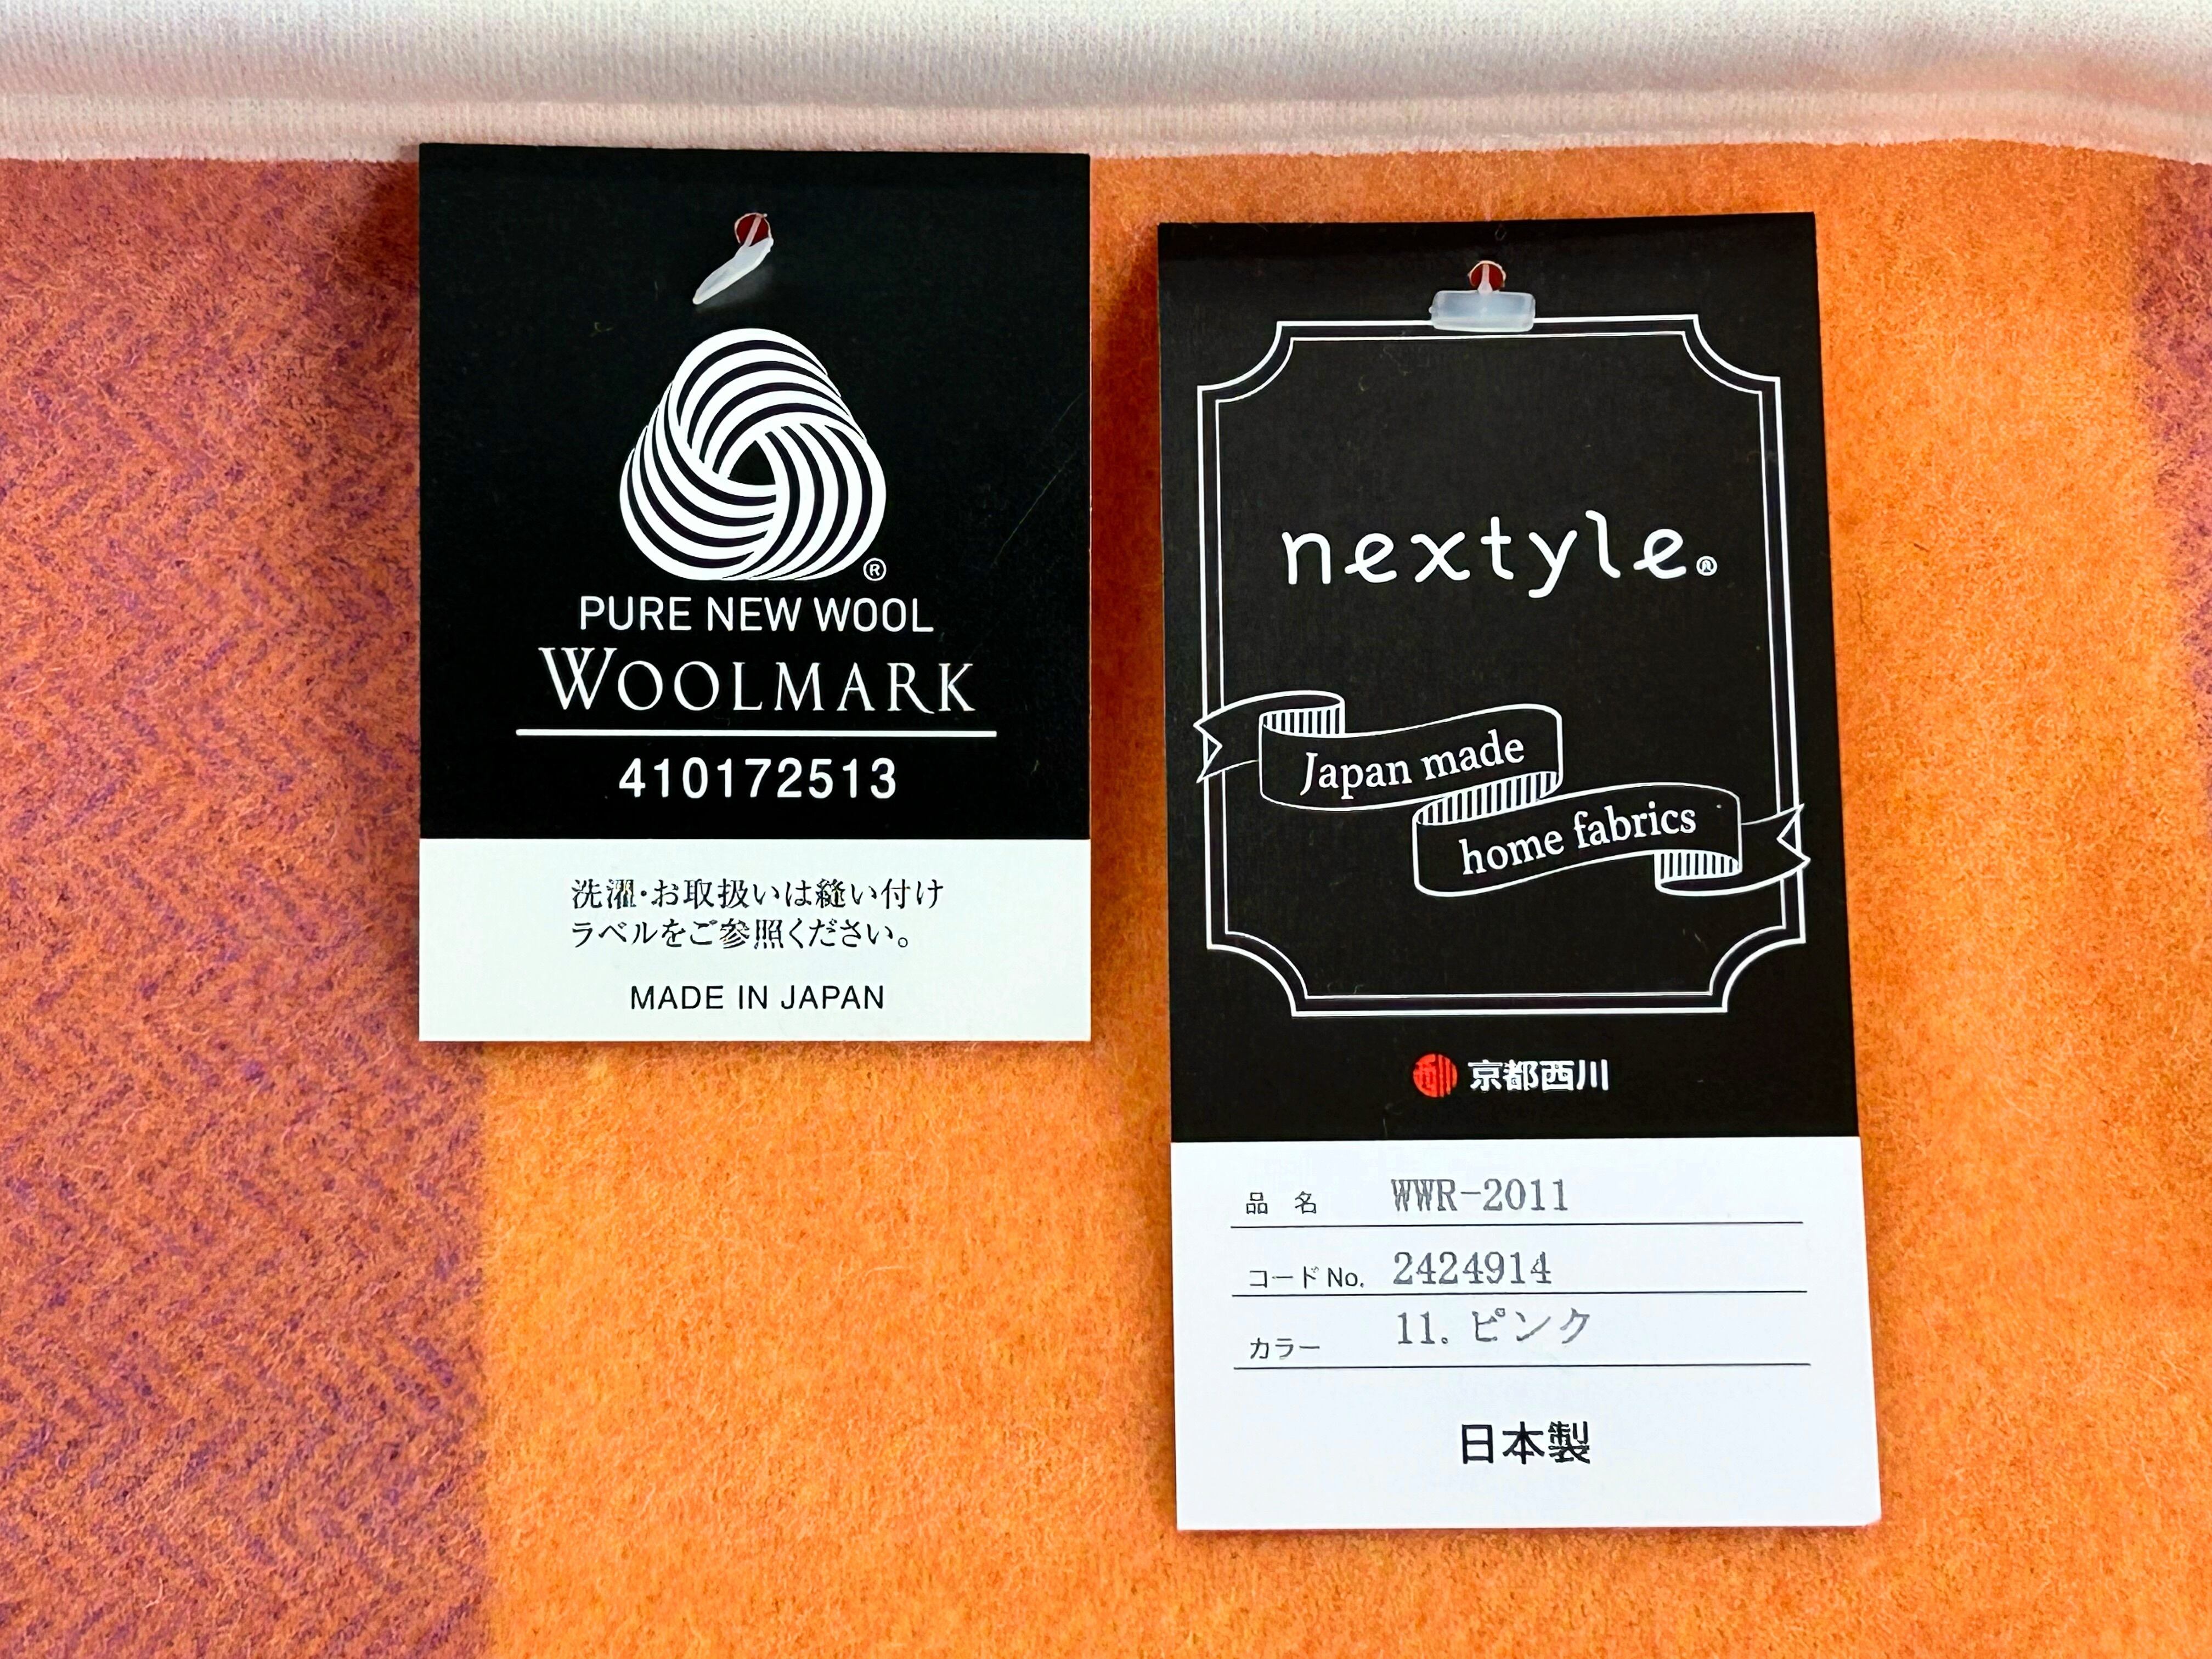 PURE NEW WOOL
WOOLMARK
410172513
洗濯・お取扱いは縫い付け
ラベルをご参照ください。
MADE IN JAPAN
nextyle®
Japan made
home fabrics
京都西川
品 名 WWR-2011
コードNo. 2424914
カラー 11. ピンク
日本製